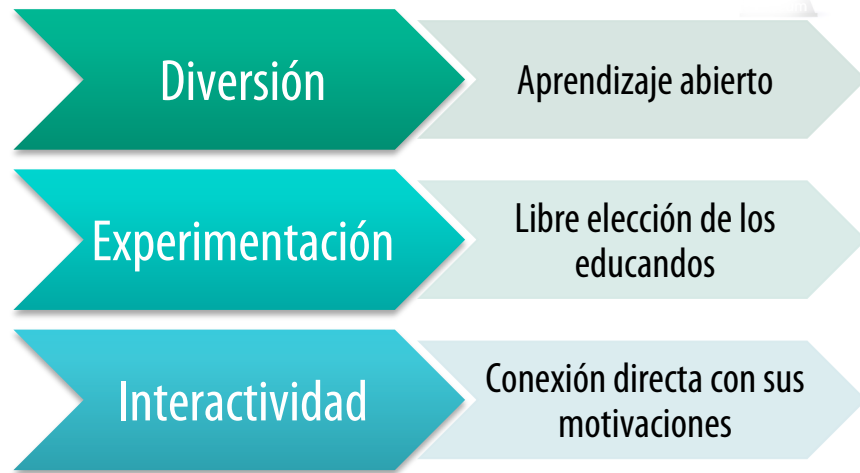 Diversión
Aprendizaje abierto
Experimentación
Libre elección de los
educandos
Interactividad
Conexión directa con sus
motivaciones